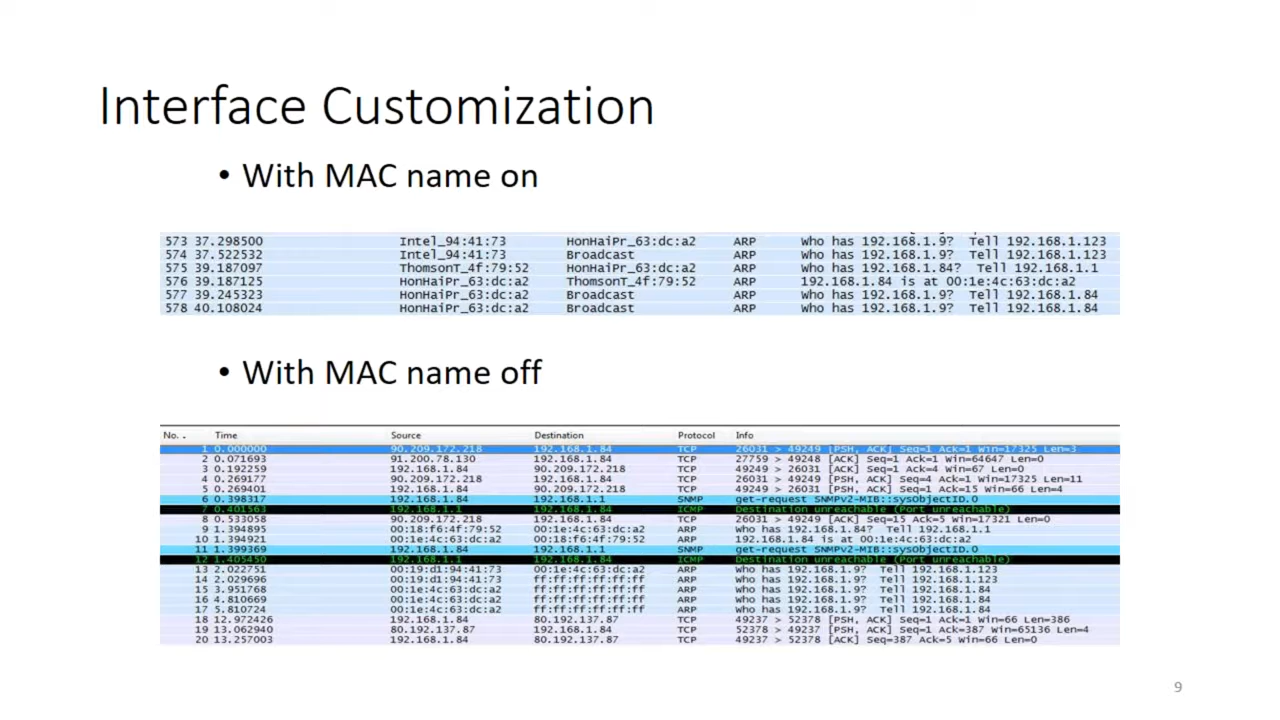 Interface Customization
• With MAC name on
573 37.298500 Intel_94:41:73 HonHaiPr_63:dc:a2 ARP Who has 192.168.1.9? Tell 192.168.1.123
574 37.522532 Intel_94:41:73 Broadcast ARP Who has 192.168.1.9? Tell 192.168.1.123
575 39.187097 ThomsonT_4f:79:52 HonHaiPr_63:dc:a2 ARP Who has 192.168.1.84? Tell 192.168.1.1
576 39.187125 HonHaiPr_63:dc:a2 ThomsonT_4f:79:52 ARP 192.168.1.84 is at 00:1e:4c:63:dc:a2
577 39.245323 HonHaiPr_63:dc:a2 Broadcast ARP Who has 192.168.1.9? Tell 192.168.1.84
578 40.108024 HonHaiPr_63:dc:a2 Broadcast ARP Who has 192.168.1.9? Tell 192.168.1.84
• With MAC name off
No. . Time Source Destination Protocol Info
1 0.000000 90.209.172.218 192.168.1.84 TCP 26031 > 49249 [PSH, ACK] Seq=1 Ack=1 Win=17325 Len=3
2 0.071693 91.200.78.130 192.168.1.84 TCP 27759 > 49248 [ACK] Seq=1 Ack=1 Win=64647 Len=0
3 0.192259 192.168.1.84 90.209.172.218 TCP 49249 > 26031 [ACK] Seq=1 Ack=4 Win=67 Len=0
4 0.269177 90.209.172.218 192.168.1.84 TCP 26031 > 49249 [PSH, ACK] Seq=4 Ack=1 Win=17325 Len=11
5 0.269401 192.168.1.84 90.209.172.218 TCP 49249 > 26031 [PSH, ACK] Seq=1 Ack=15 Win=66 Len=4
6 0.398317 192.168.1.84 192.168.1.1 SNMP get-request SNMPv2-MIB::sysObjectID.0
7 0.401563 192.168.1.1 192.168.1.84 ICMP Destination unreachable (Port unreachable)
8 0.533058 90.209.172.218 192.168.1.84 TCP 26031 > 49249 [ACK] Seq=15 Ack=5 Win=17321 Len=0
9 1.394895 00:18:f6:4f:79:52 00:1e:4c:63:dc:a2 ARP Who has 192.168.1.84? Tell 192.168.1.1
10 1.394921 00:1e:4c:63:dc:a2 00:18:f6:4f:79:52 ARP 192.168.1.84 is at 00:1e:4c:63:dc:a2
11 1.399369 192.168.1.84 192.168.1.1 SNMP get-request SNMPv2-MIB::sysObjectID.0
12 1.405450 192.168.1.1 192.168.1.84 ICMP Destination unreachable (Port unreachable)
13 2.022751 00:19:d1:94:41:73 00:1e:4c:63:dc:a2 ARP Who has 192.168.1.9? Tell 192.168.1.123
14 2.029696 00:19:d1:94:41:73 ff:ff:ff:ff:ff:ff ARP Who has 192.168.1.9? Tell 192.168.1.123
15 3.951768 00:1e:4c:63:dc:a2 ff:ff:ff:ff:ff:ff ARP Who has 192.168.1.9? Tell 192.168.1.84
16 4.810669 00:1e:4c:63:dc:a2 ff:ff:ff:ff:ff:ff ARP Who has 192.168.1.9? Tell 192.168.1.84
17 5.810724 00:1e:4c:63:dc:a2 ff:ff:ff:ff:ff:ff ARP Who has 192.168.1.9? Tell 192.168.1.84
18 12.972426 192.168.1.84 80.192.137.87 TCP 49237 > 52378 [PSH, ACK] Seq=1 Ack=1 Win=66 Len=386
19 13.062940 80.192.137.87 192.168.1.84 TCP 52378 > 49237 [PSH, ACK] Seq=1 Ack=387 Win=65136 Len=4
20 13.257003 192.168.1.84 80.192.137.87 TCP 49237 > 52378 [ACK] Seq=387 Ack=5 Win=66 Len=0
9